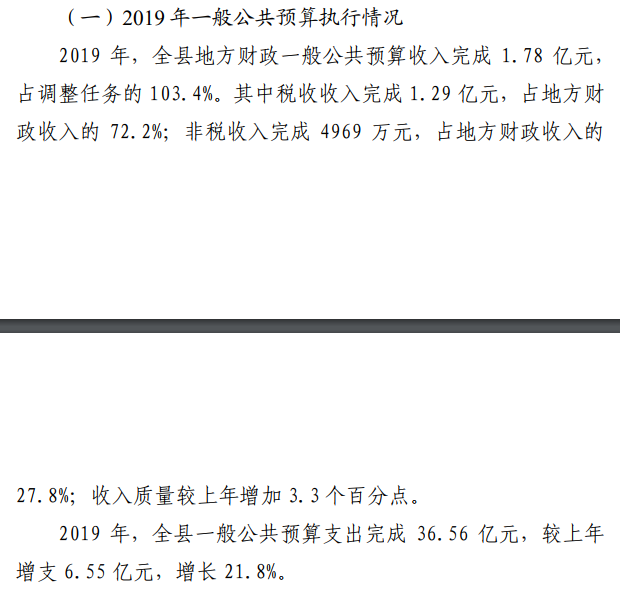 （一）2019年一般公共预算执行情况
2019 年，全县地方财政一般公共预算收入完成 1.78 亿元，
占调整任务的 103.4%。其中税收收入完成 1.29 亿元，占地方财
政收入的 72.2%；非税收入完成 4969 万元，占地方财政收入的
27.8%；收入质量较上年增加 3.3 个百分点。
2019 年，全县一般公共预算支出完成 36.56 亿元，较上年
增支 6.55 亿元，增长 21.8%。